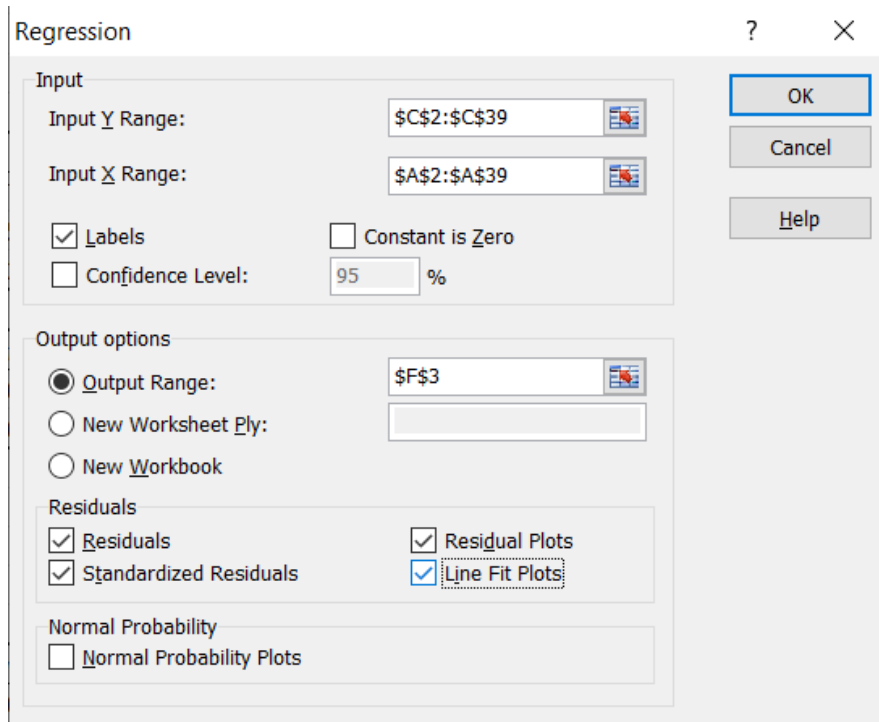 Regression ?
Input
Input Y Range: $C$2:$C$39
Input X Range: $A$2:$A$39
Labels Constant is Zero
Confidence Level: 95 %
Output options
Output Range: $F$3
New Worksheet Ply:
New Workbook
Residuals
Residuals Residual Plots
Standardized Residuals Line Fit Plots
Normal Probability
Normal Probability Plots
OK
Cancel
Help